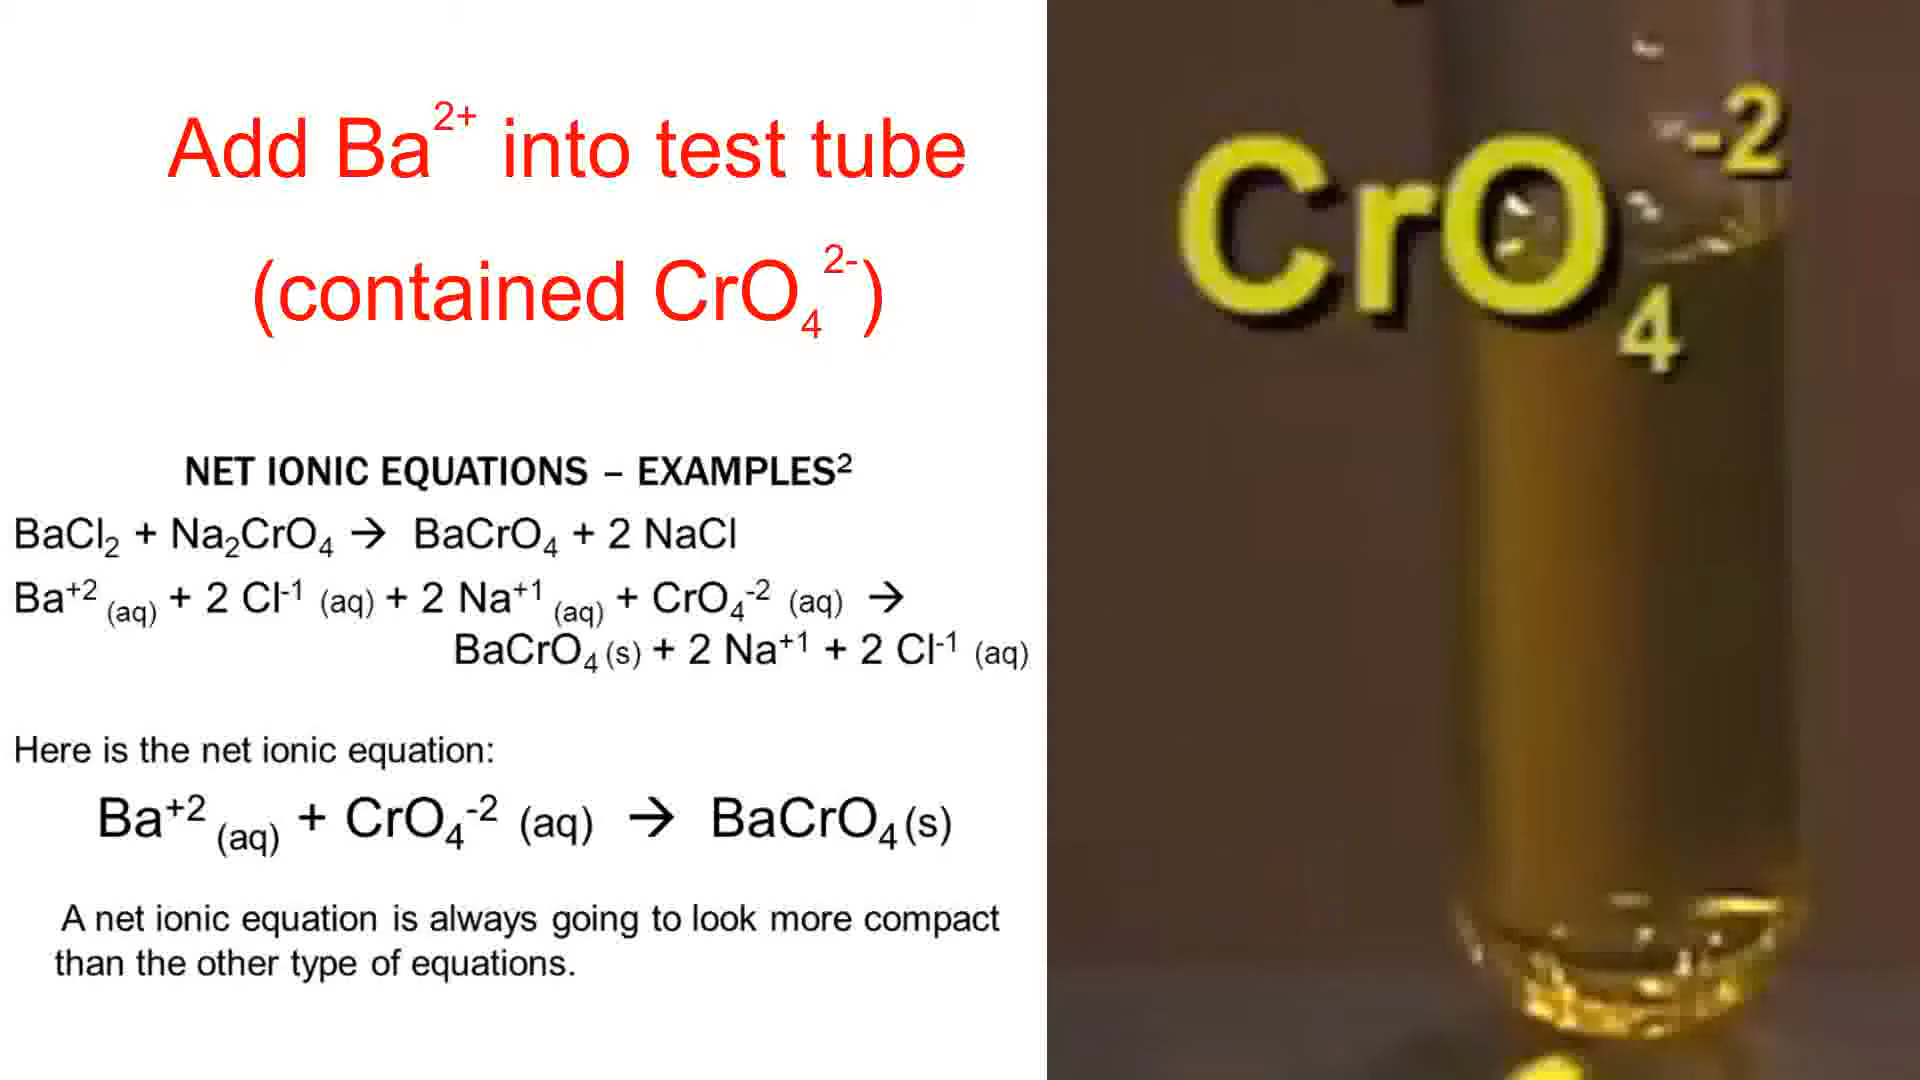 Add Ba²⁺ into test tube
(contained CrO₄²⁻)
NET IONIC EQUATIONS – EXAMPLES²
BaCl₂ + Na₂CrO₄ → BaCrO₄ + 2 NaCl
Ba⁺² (aq) + 2 Cl⁻¹ (aq) + 2 Na⁺¹ (aq) + CrO₄⁻² (aq) →
BaCrO₄ (s) + 2 Na⁺¹ + 2 Cl⁻¹ (aq)
Here is the net ionic equation:
Ba⁺² (aq) + CrO₄⁻² (aq) → BaCrO₄ (s)
A net ionic equation is always going to look more compact
than the other type of equations.
CrO₄⁻²